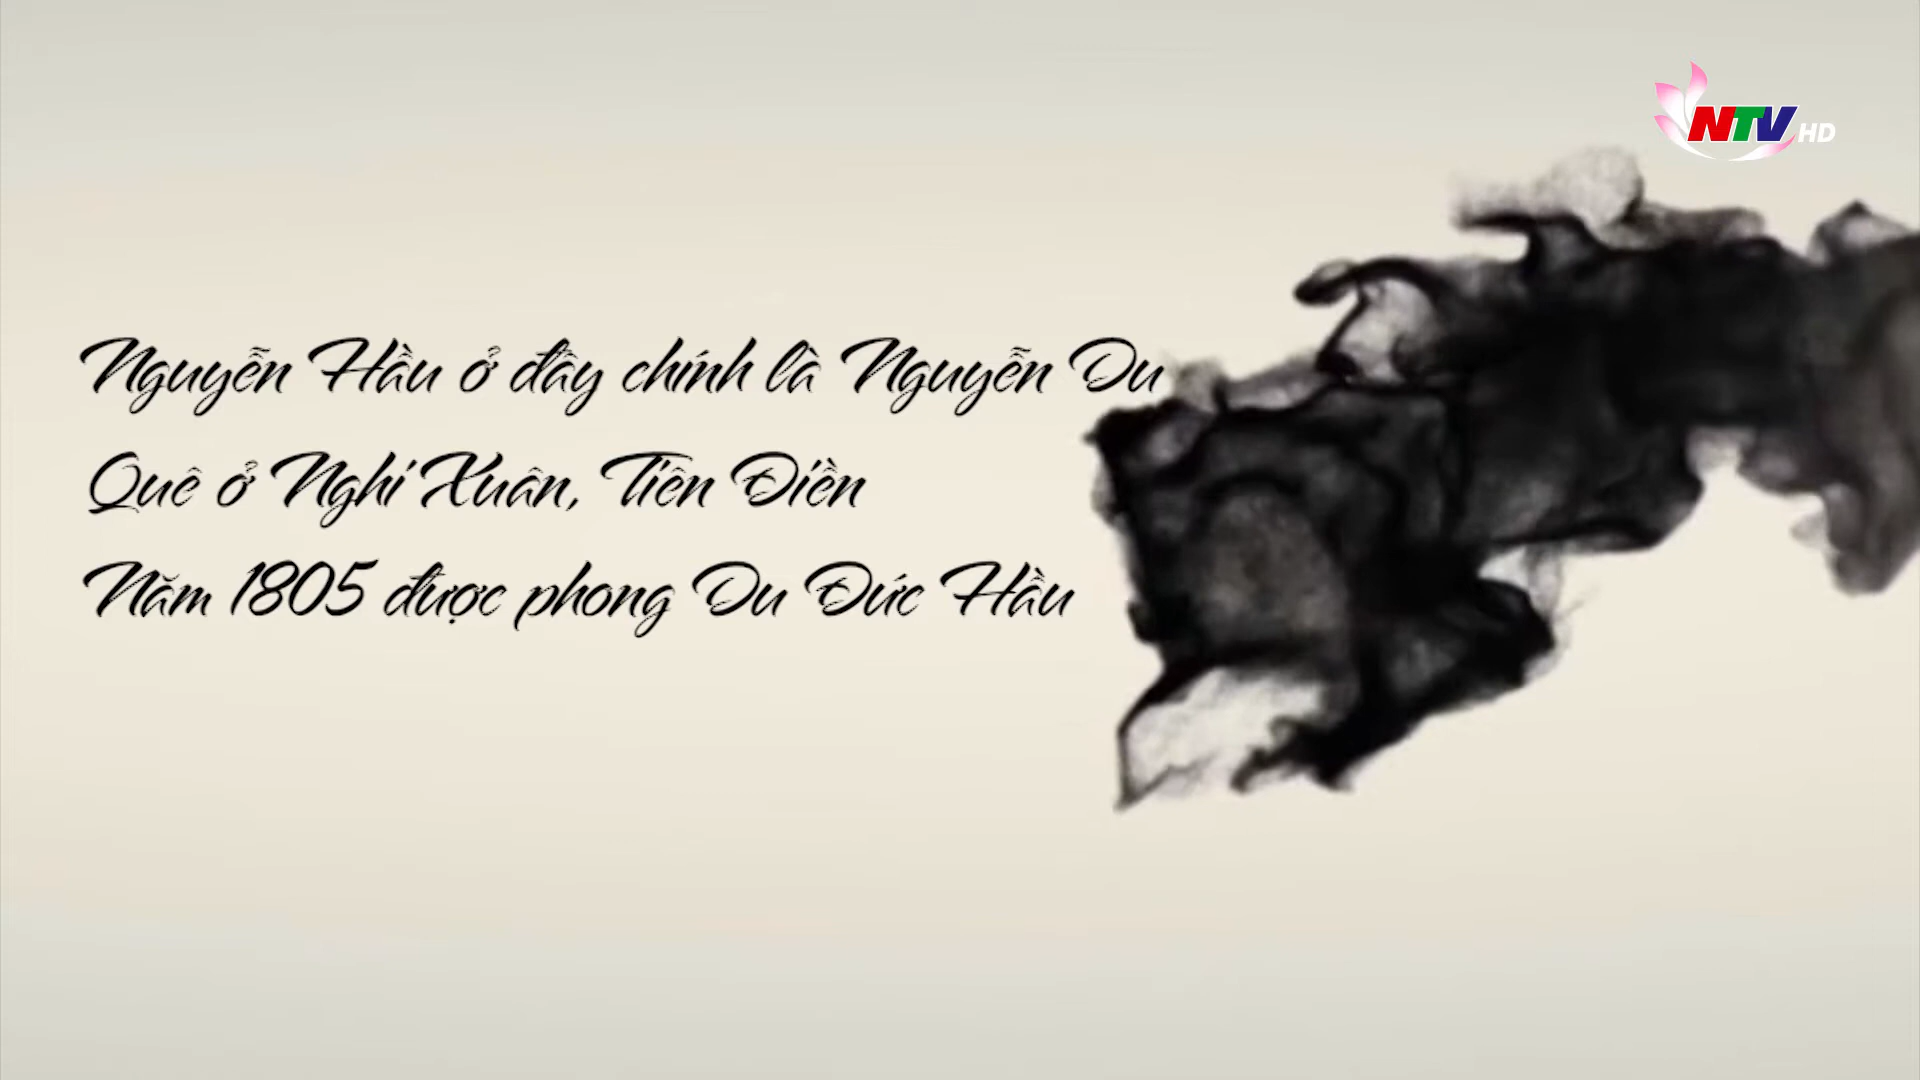 NTV HD
Nguyễn Hầu ở đây chính là Nguyễn Du
Quê ở Nghi Xuân, Tiên Điền
Năm 1805 được phong Du Đức Hầu